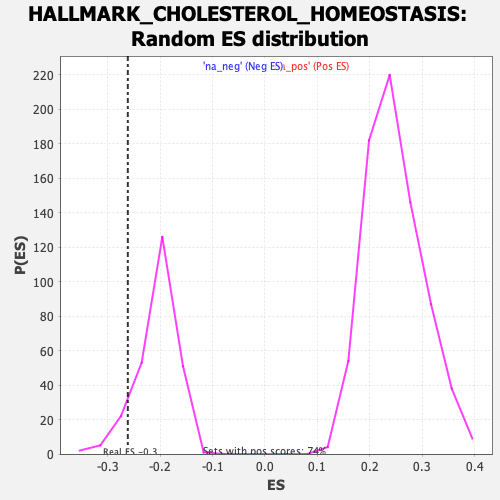 HALLMARK_CHOLESTEROL_HOMEOSTASIS:
Random ES distribution
'na_neg' (Neg ES)
a_pos' (Pos ES)
220
200
180
160
140
120
100
80
60
40
20
0
P(ES)
Real ES -0.3
Sets with pos scores: 74%
-0.3 -0.2 -0.1 0.0 0.1 0.2 0.3 0.4
ES